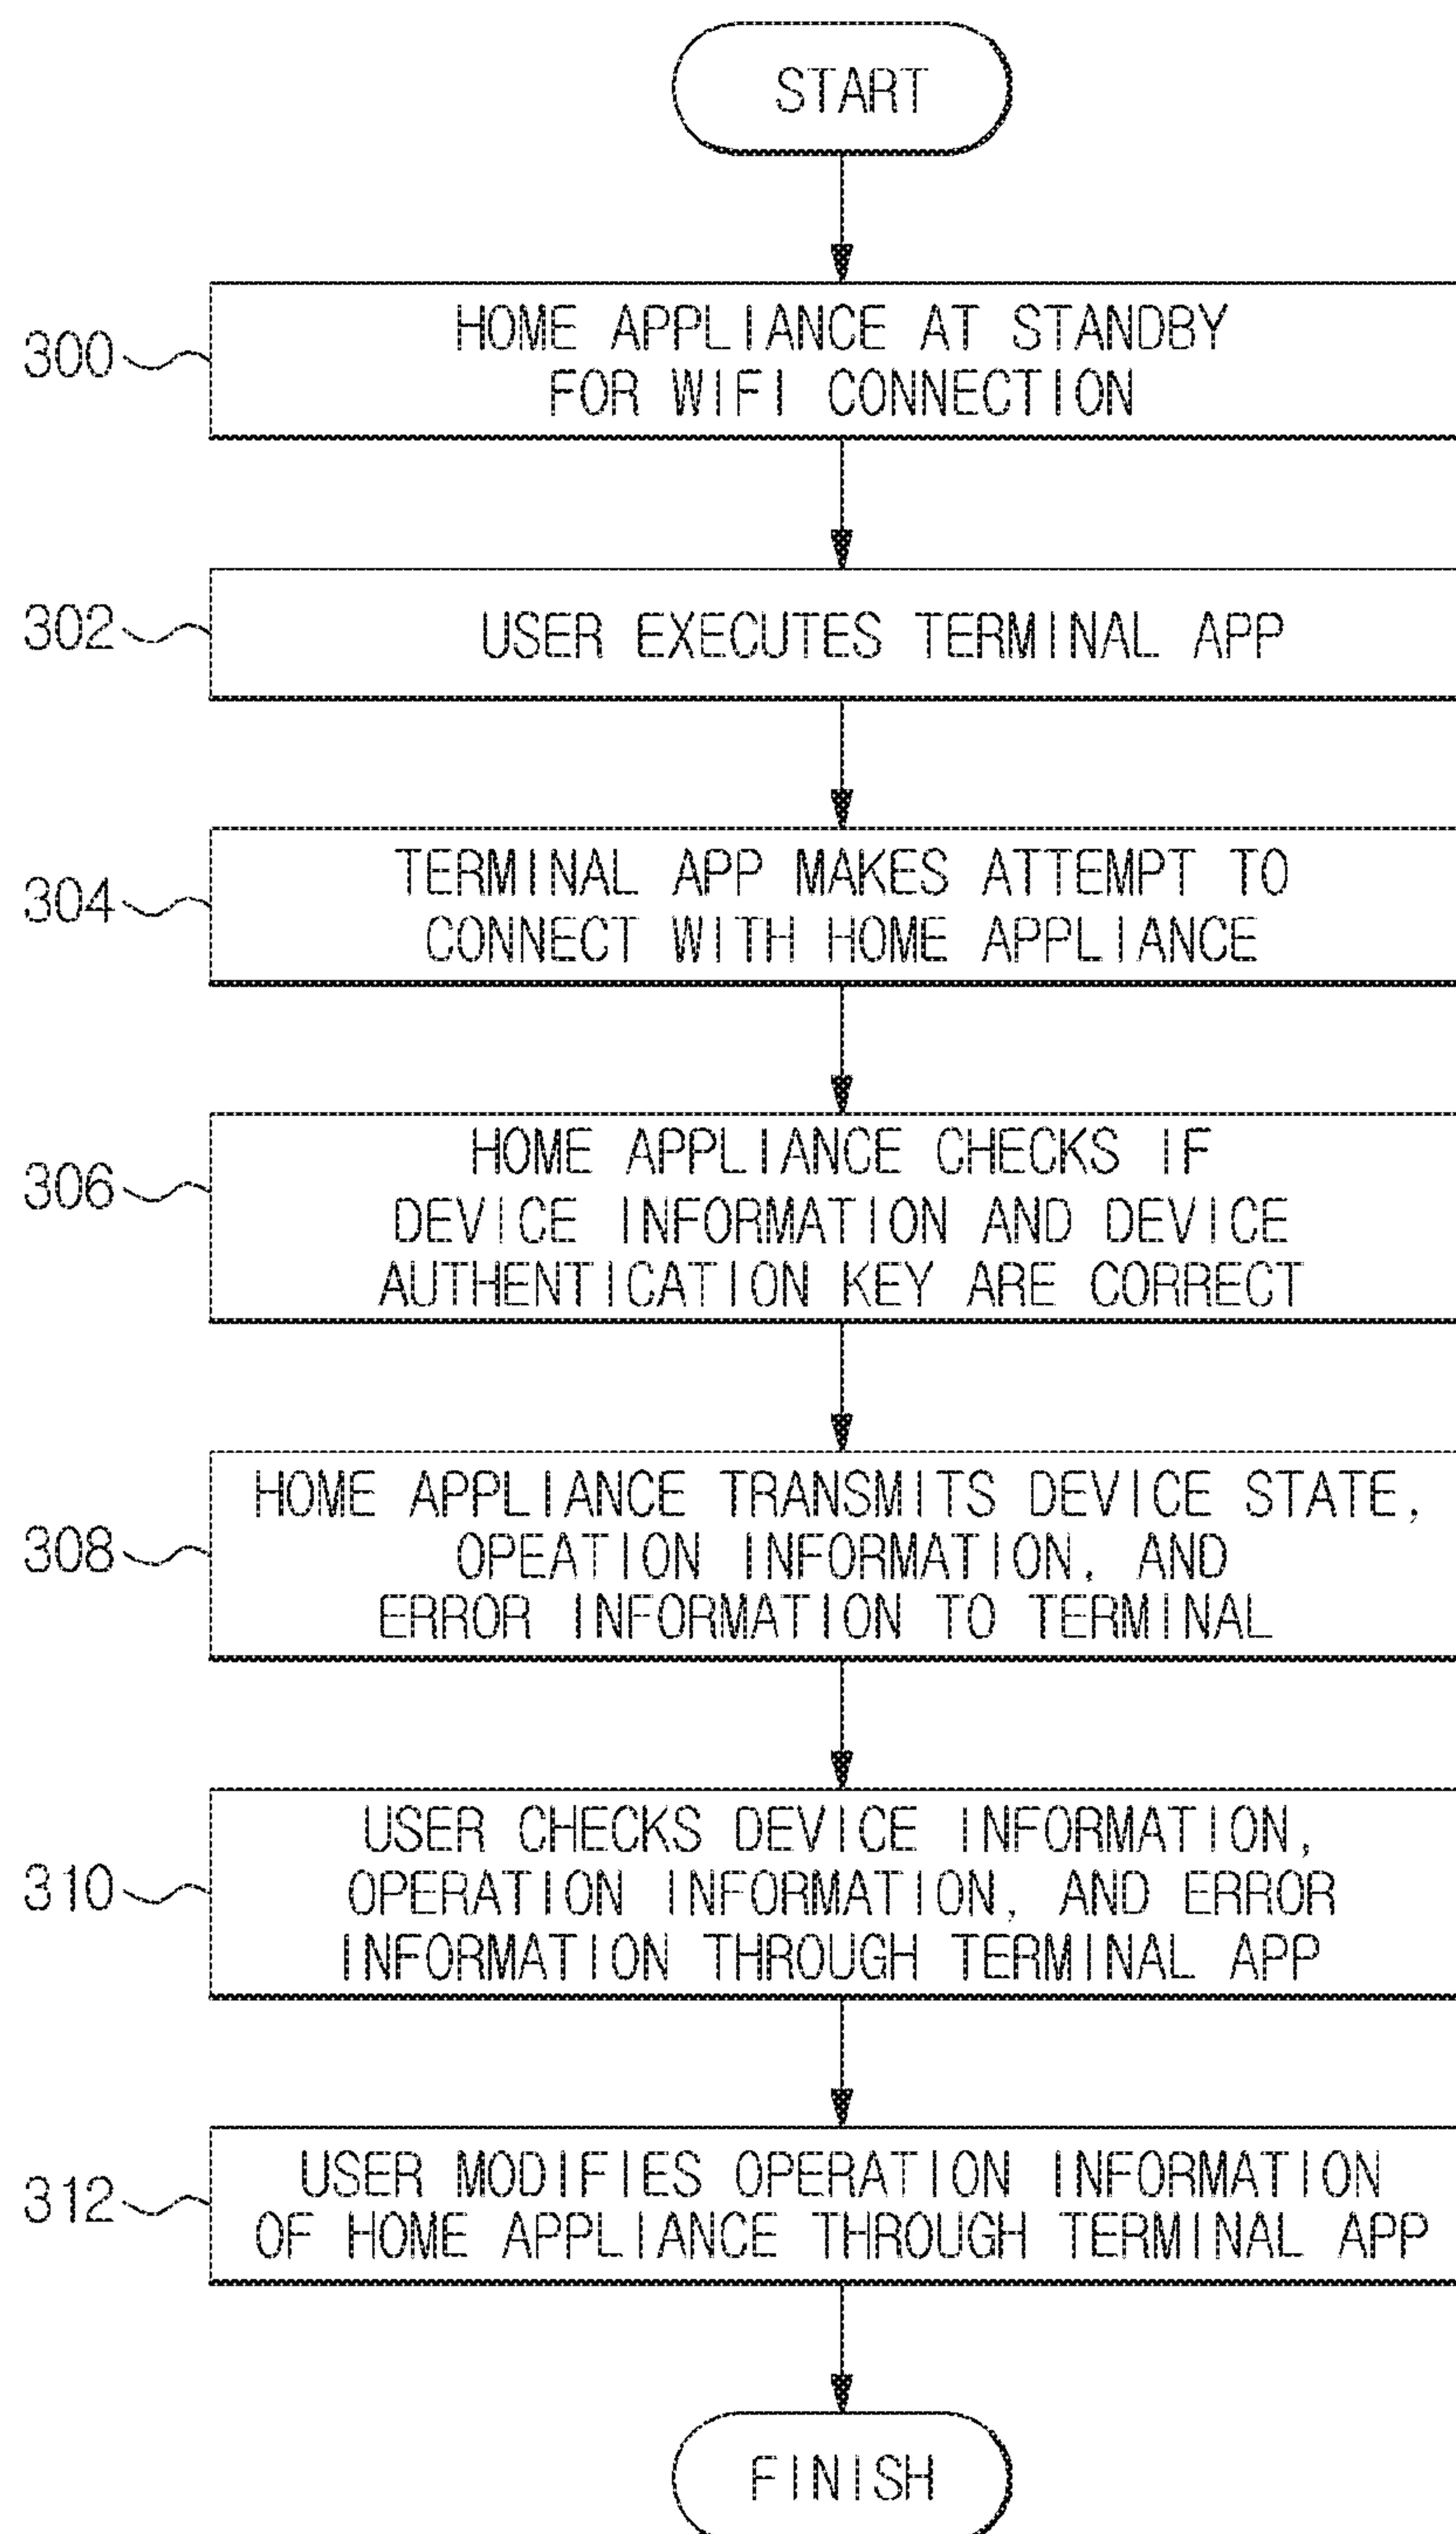 START
300
HOME APPLIANCE AT STANDBY
FOR WIFI CONNECTION
302
USER EXECUTES TERMINAL APP
304
TERMINAL APP MAKES ATTEMPT TO
CONNECT WITH HOME APPLIANCE
306
HOME APPLIANCE CHECKS IF
DEVICE INFORMATION AND DEVICE
AUTHENTICATION KEY ARE CORRECT
308
HOME APPLIANCE TRANSMITS DEVICE STATE,
OPEATION INFORMATION, AND
ERROR INFORMATION TO TERMINAL
310
USER CHECKS DEVICE INFORMATION,
OPERATION INFORMATION, AND ERROR
INFORMATION THROUGH TERMINAL APP
312
USER MODIFIES OPERATION INFORMATION
OF HOME APPLIANCE THROUGH TERMINAL APP
FINISH